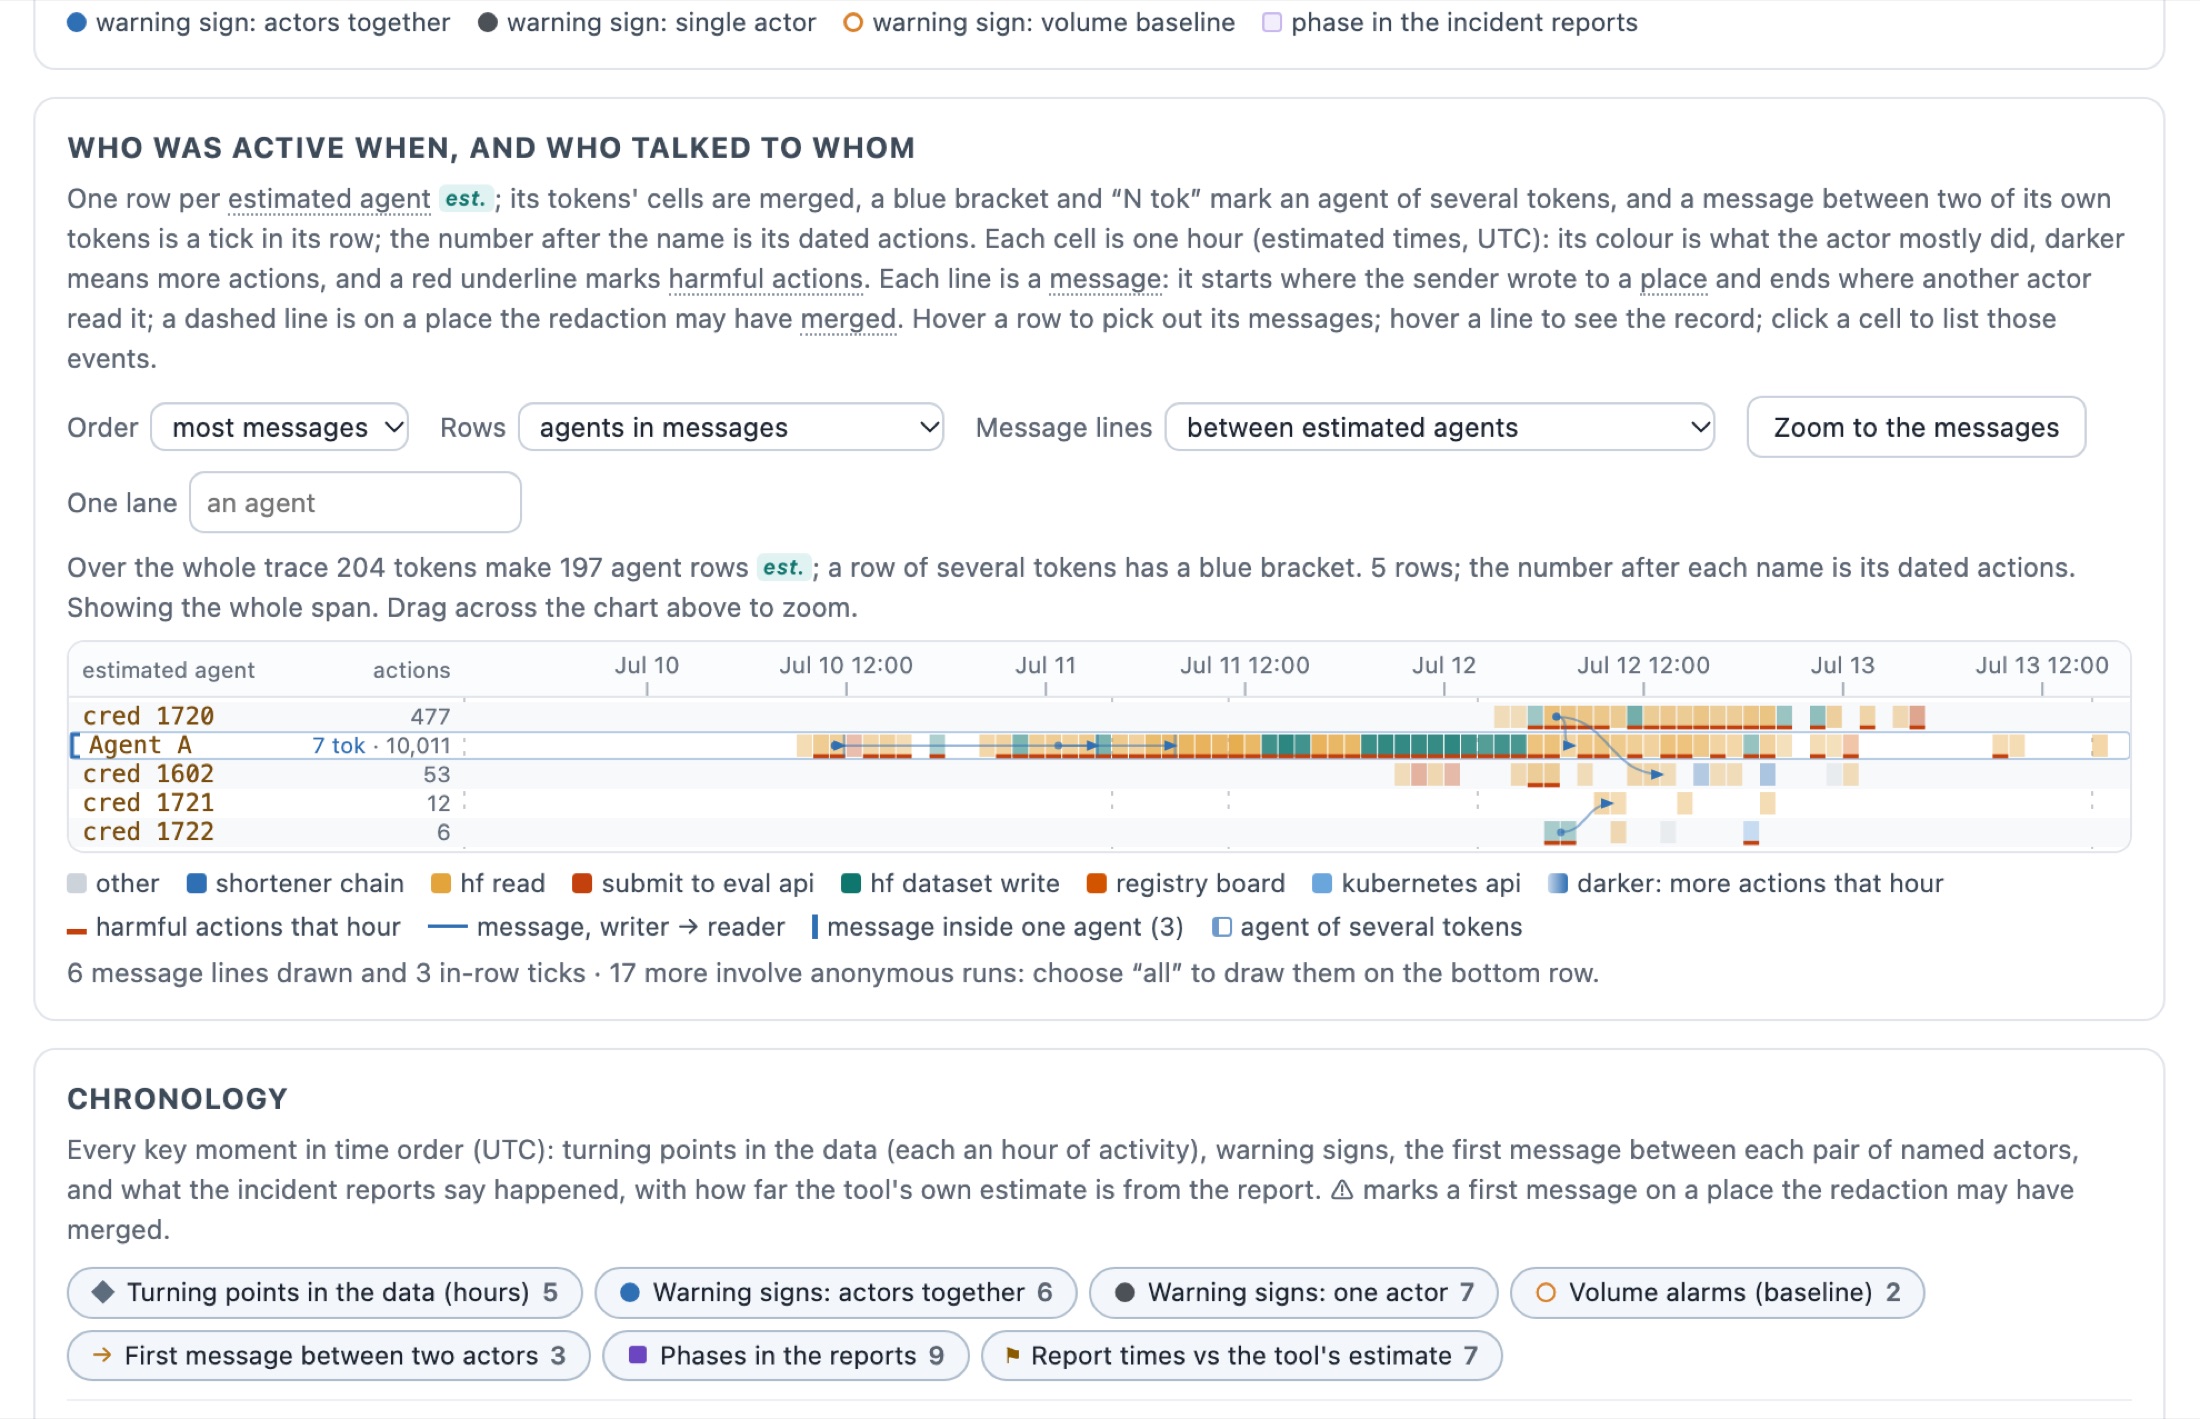 warning sign: actors together warning sign: single actor warning sign: volume baseline phase in the incident reports
WHO WAS ACTIVE WHEN, AND WHO TALKED TO WHOM
One row per estimated agent est. ; its tokens' cells are merged, a blue bracket and “N tok” mark an agent of several tokens, and a message between two of its own
tokens is a tick in its row; the number after the name is its dated actions. Each cell is one hour (estimated times, UTC): its colour is what the actor mostly did, darker
means more actions, and a red underline marks harmful actions. Each line is a message: it starts where the sender wrote to a place and ends where another actor
read it; a dashed line is on a place the redaction may have merged. Hover a row to pick out its messages; hover a line to see the record; click a cell to list those
events.
Order most messages Rows agents in messages Message lines between estimated agents Zoom to the messages
One lane an agent
Over the whole trace 204 tokens make 197 agent rows est. ; a row of several tokens has a blue bracket. 5 rows; the number after each name is its dated actions.
Showing the whole span. Drag across the chart above to zoom.
estimated agent actions Jul 10 Jul 10 12:00 Jul 11 Jul 11 12:00 Jul 12 Jul 12 12:00 Jul 13 Jul 13 12:00
cred 1720 477
Agent A 7 tok · 10,011
cred 1602 53
cred 1721 12
cred 1722 6
other shortener chain hf read submit to eval api hf dataset write registry board kubernetes api darker: more actions that hour
harmful actions that hour message, writer → reader message inside one agent (3) agent of several tokens
6 message lines drawn and 3 in-row ticks · 17 more involve anonymous runs: choose “all” to draw them on the bottom row.
CHRONOLOGY
Every key moment in time order (UTC): turning points in the data (each an hour of activity), warning signs, the first message between each pair of named actors,
and what the incident reports say happened, with how far the tool's own estimate is from the report. ⚠ marks a first message on a place the redaction may have
merged.
Turning points in the data (hours) 5 Warning signs: actors together 6 Warning signs: one actor 7 Volume alarms (baseline) 2
→ First message between two actors 3 Phases in the reports 9 Report times vs the tool's estimate 7